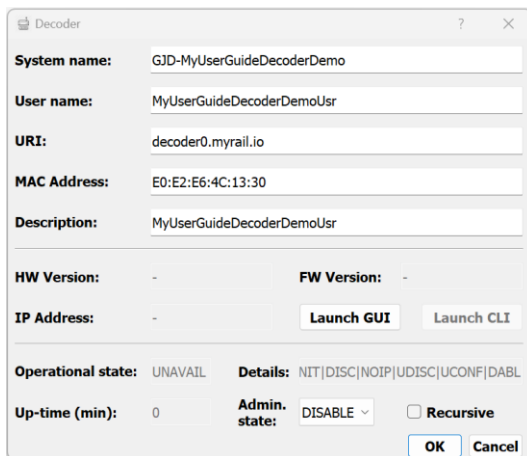 Decoder ?
System name: GJD-MyUserGuideDecoderDemo
User name: MyUserGuideDecoderDemoUsr
URI: decoder0.myrail.io
MAC Address: E0:E2:E6:4C:13:30
Description: MyUserGuideDecoderDemoUsr
HW Version: - FW Version: -
IP Address: - Launch GUI Launch CLI
Operational state: UNAVAIL Details: NIT|DISC|NOIP|UDISC|UCONF|DABL
Up-time (min): 0 Admin. state: DISABLE Recursive
OK Cancel